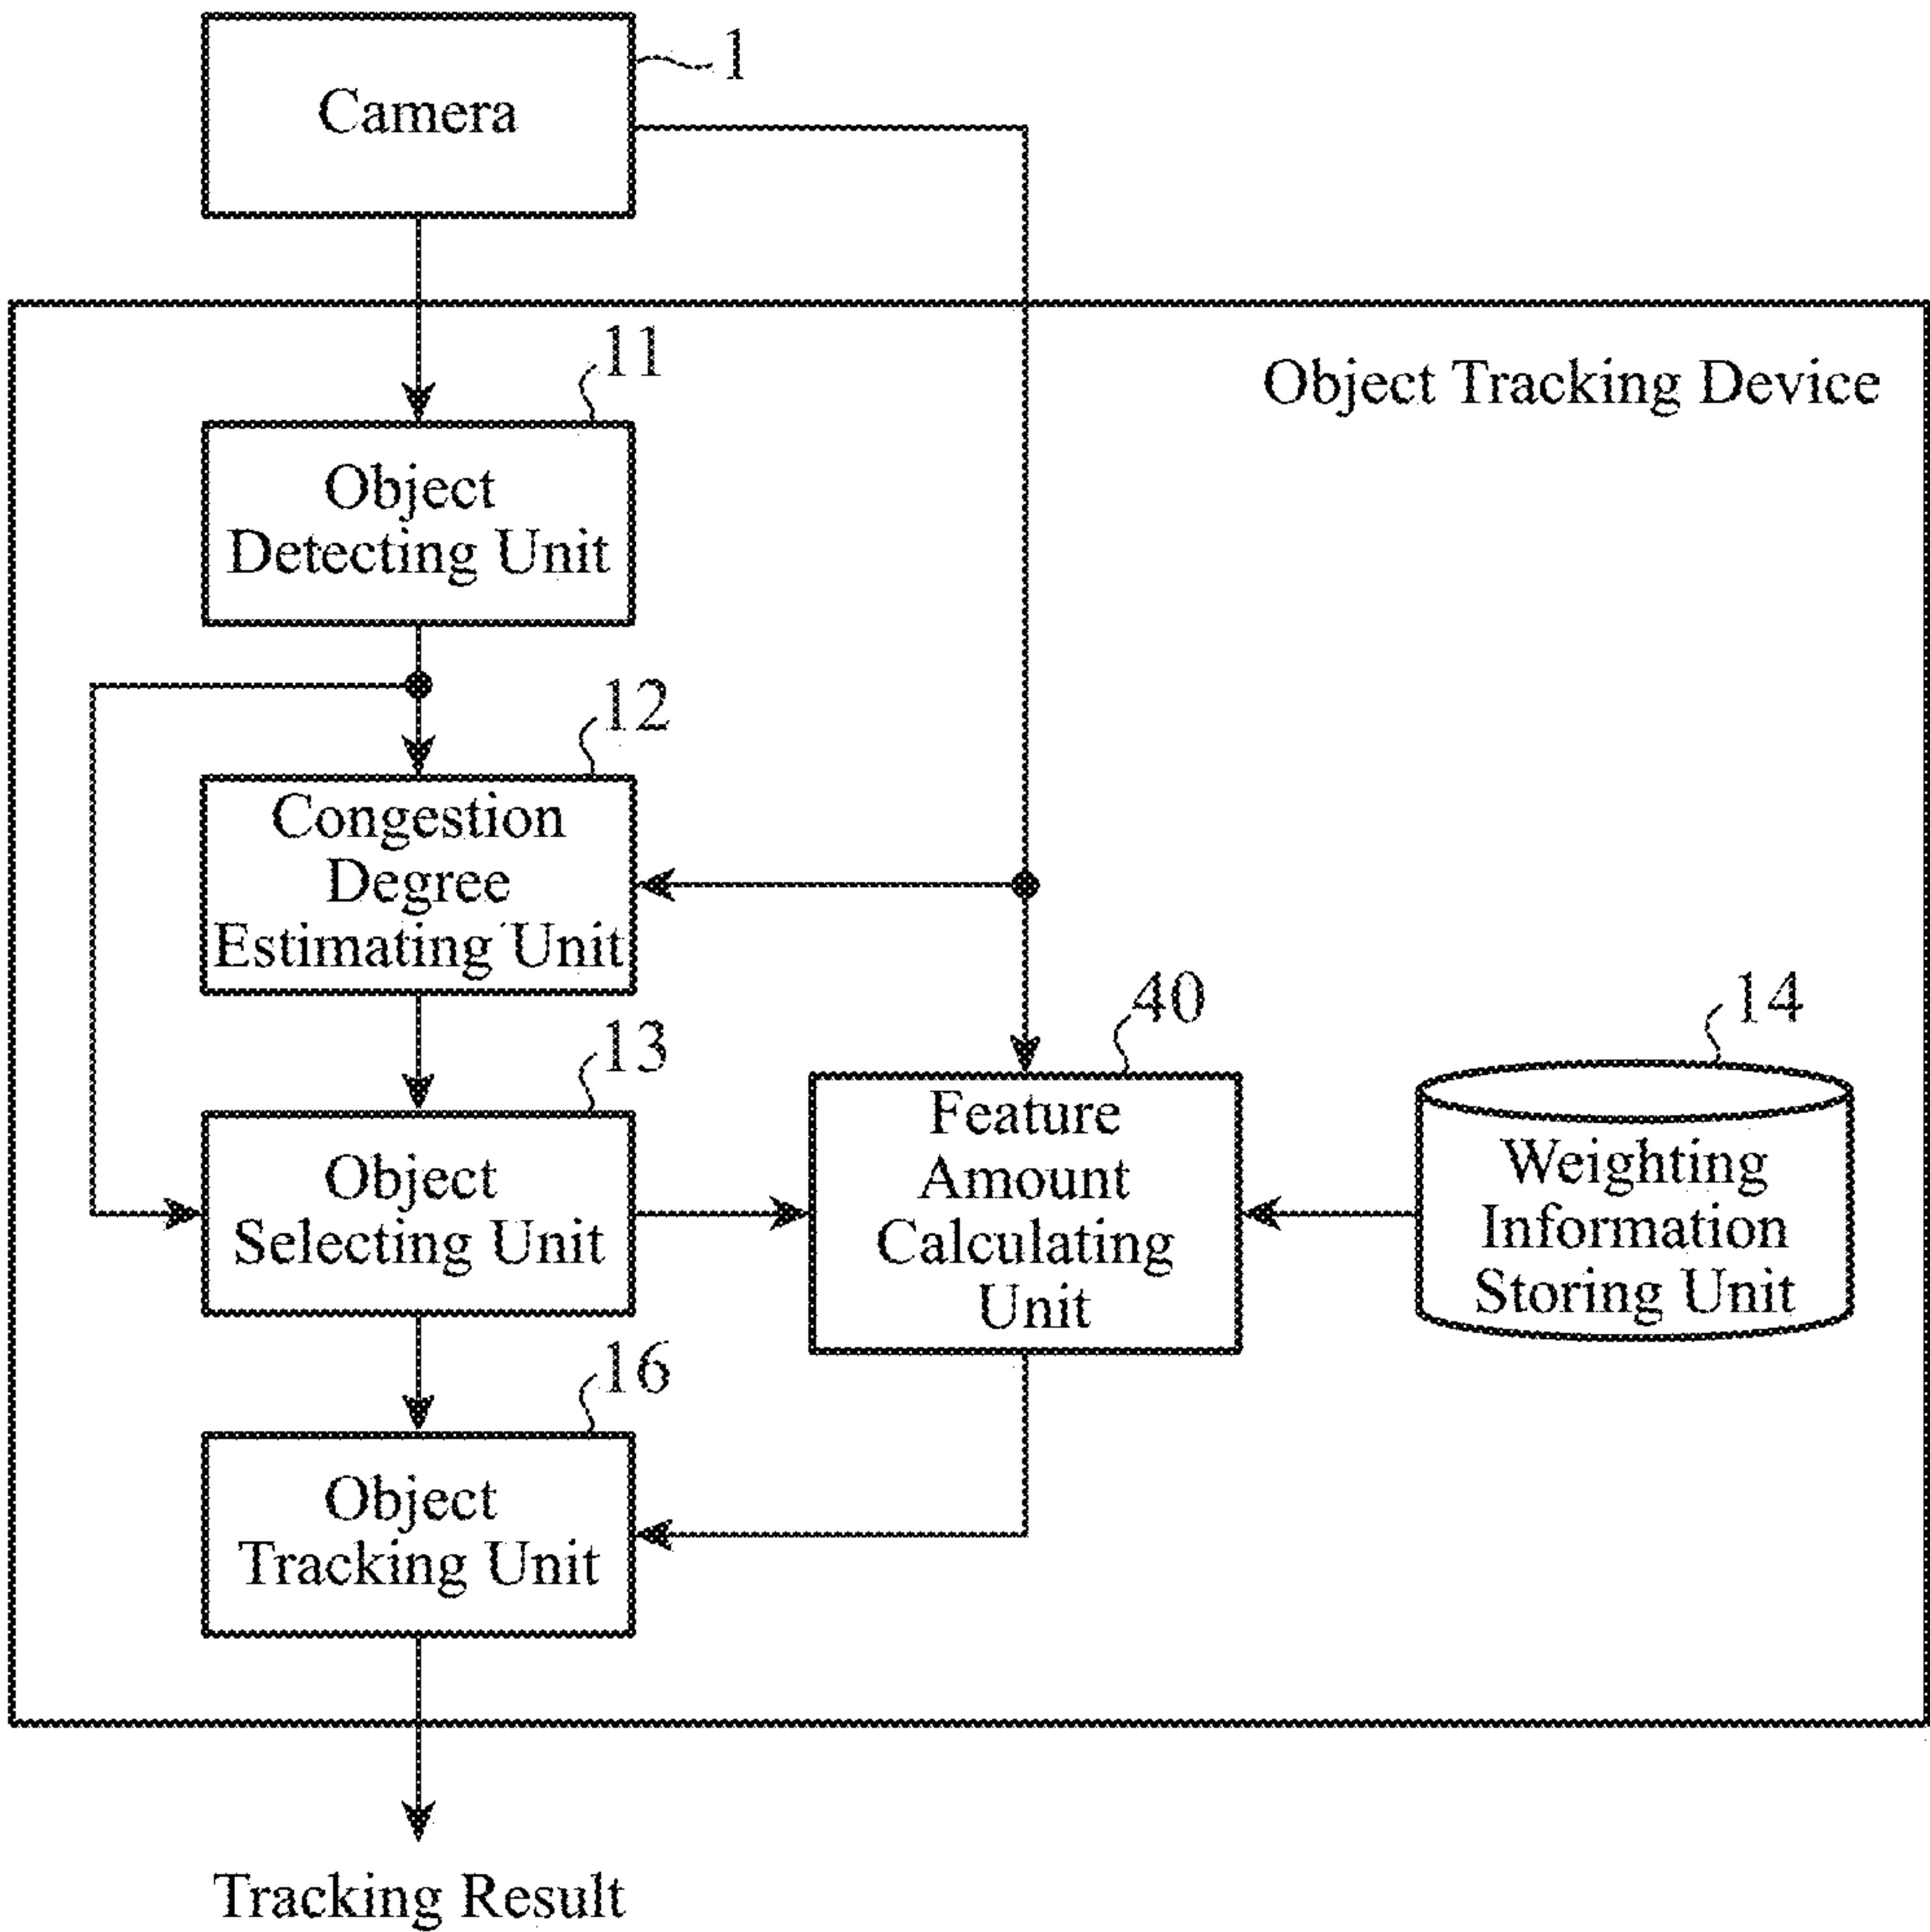 1
Camera
Object Tracking Device
11
Object
Detecting Unit
12
Congestion
Degree
Estimating Unit
13
Object
Selecting Unit
40
Feature
Amount
Calculating
Unit
14
Weighting
Information
Storing Unit
16
Object
Tracking Unit
Tracking Result